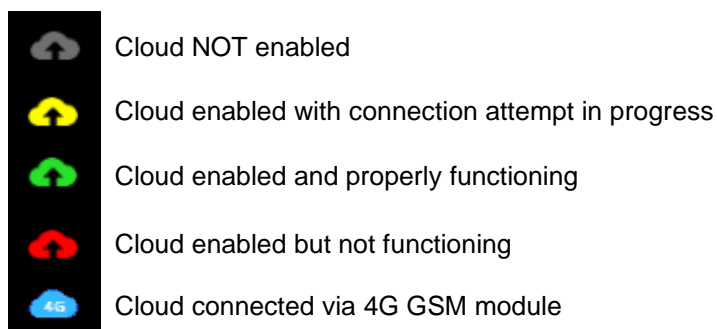 Cloud NOT enabled
Cloud enabled with connection attempt in progress
Cloud enabled and properly functioning
Cloud enabled but not functioning
4G Cloud connected via 4G GSM module